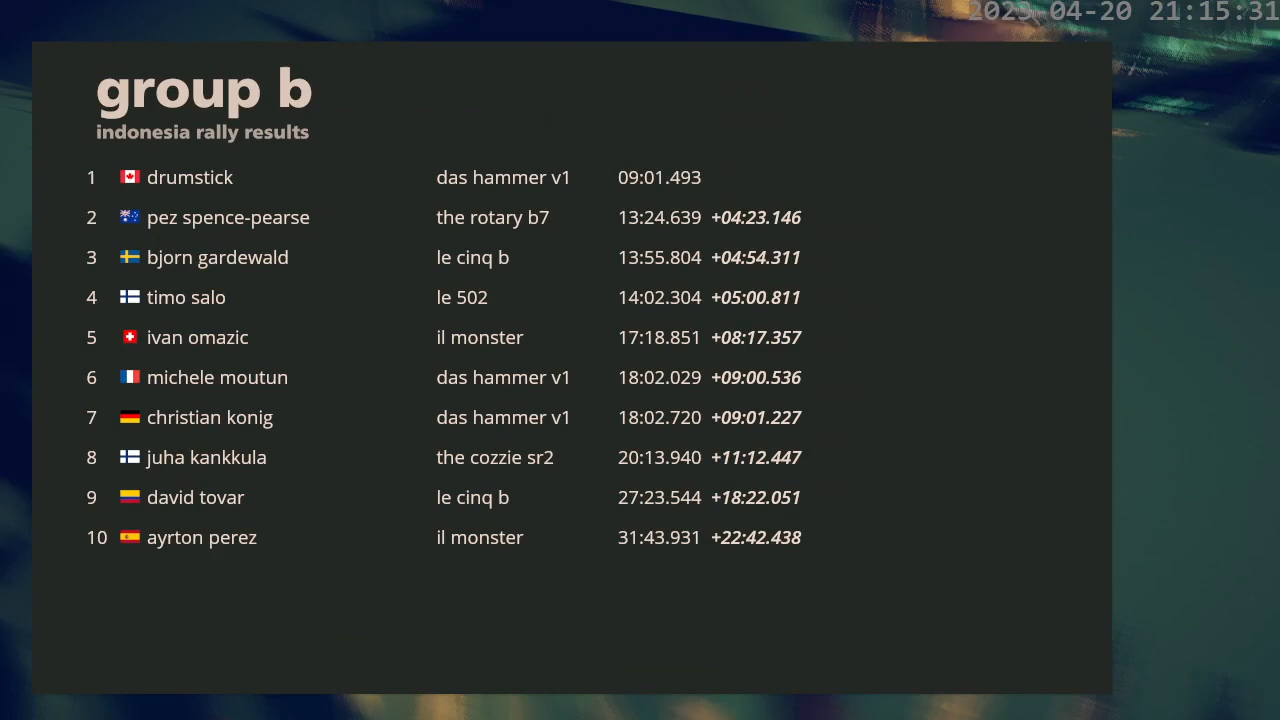 2023-04-20 21:15:31
group b
indonesia rally results
1 drumstick das hammer v1 09:01.493
2 pez spence-pearse the rotary b7 13:24.639 +04:23.146
3 bjorn gardewald le cinq b 13:55.804 +04:54.311
4 timo salo le 502 14:02.304 +05:00.811
5 ivan omazic il monster 17:18.851 +08:17.357
6 michele moutun das hammer v1 18:02.029 +09:00.536
7 christian konig das hammer v1 18:02.720 +09:01.227
8 juha kankkula the cozzie sr2 20:13.940 +11:12.447
9 david tovar le cinq b 27:23.544 +18:22.051
10 ayrton perez il monster 31:43.931 +22:42.438